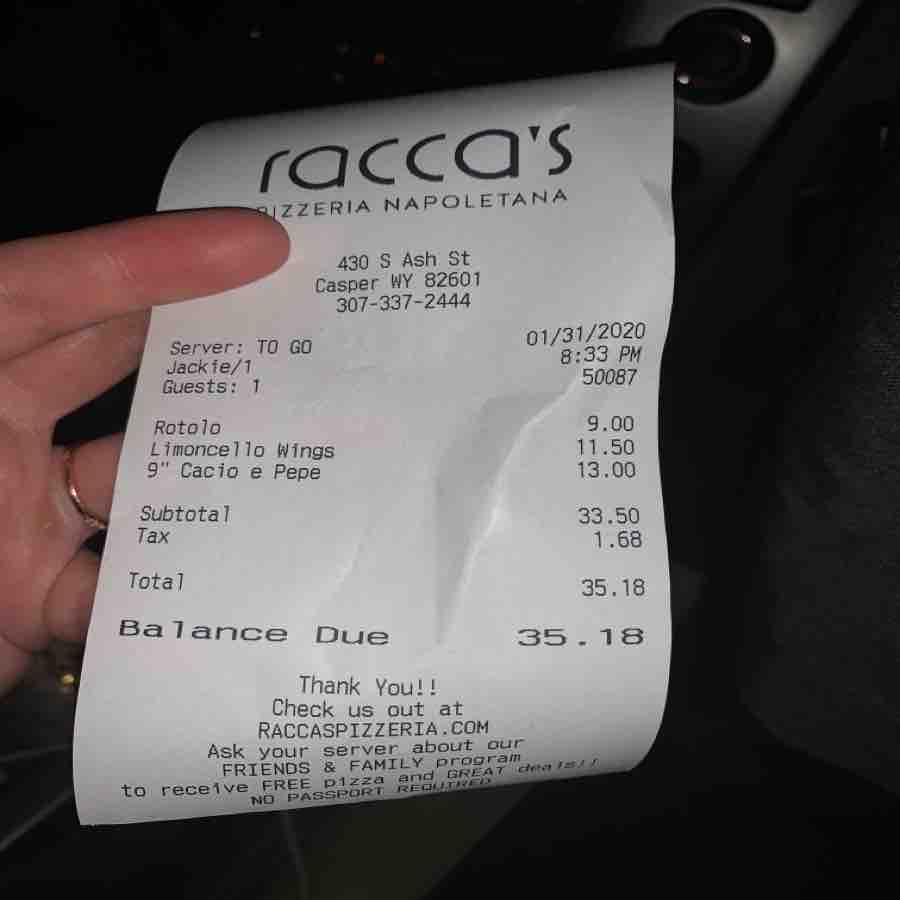 racca's
PIZZERIA NAPOLETANA
430 S Ash St
Casper WY 82601
307-337-2444
Server: TO GO 01/31/2020
Jackie/1 8:33 PM
Guests: 1 50087
Rotolo 9.00
Limoncello Wings 11.50
9" Cacio e Pepe 13.00
Subtotal 33.50
Tax 1.68
Total 35.18
Balance Due 35.18
Thank You!!
Check us out at
RACCASPIZZERIA.COM
Ask your server about our
FRIENDS & FAMILY program
to receive FREE pizza and GREAT deals!!
NO PASSPORT REQUIRED